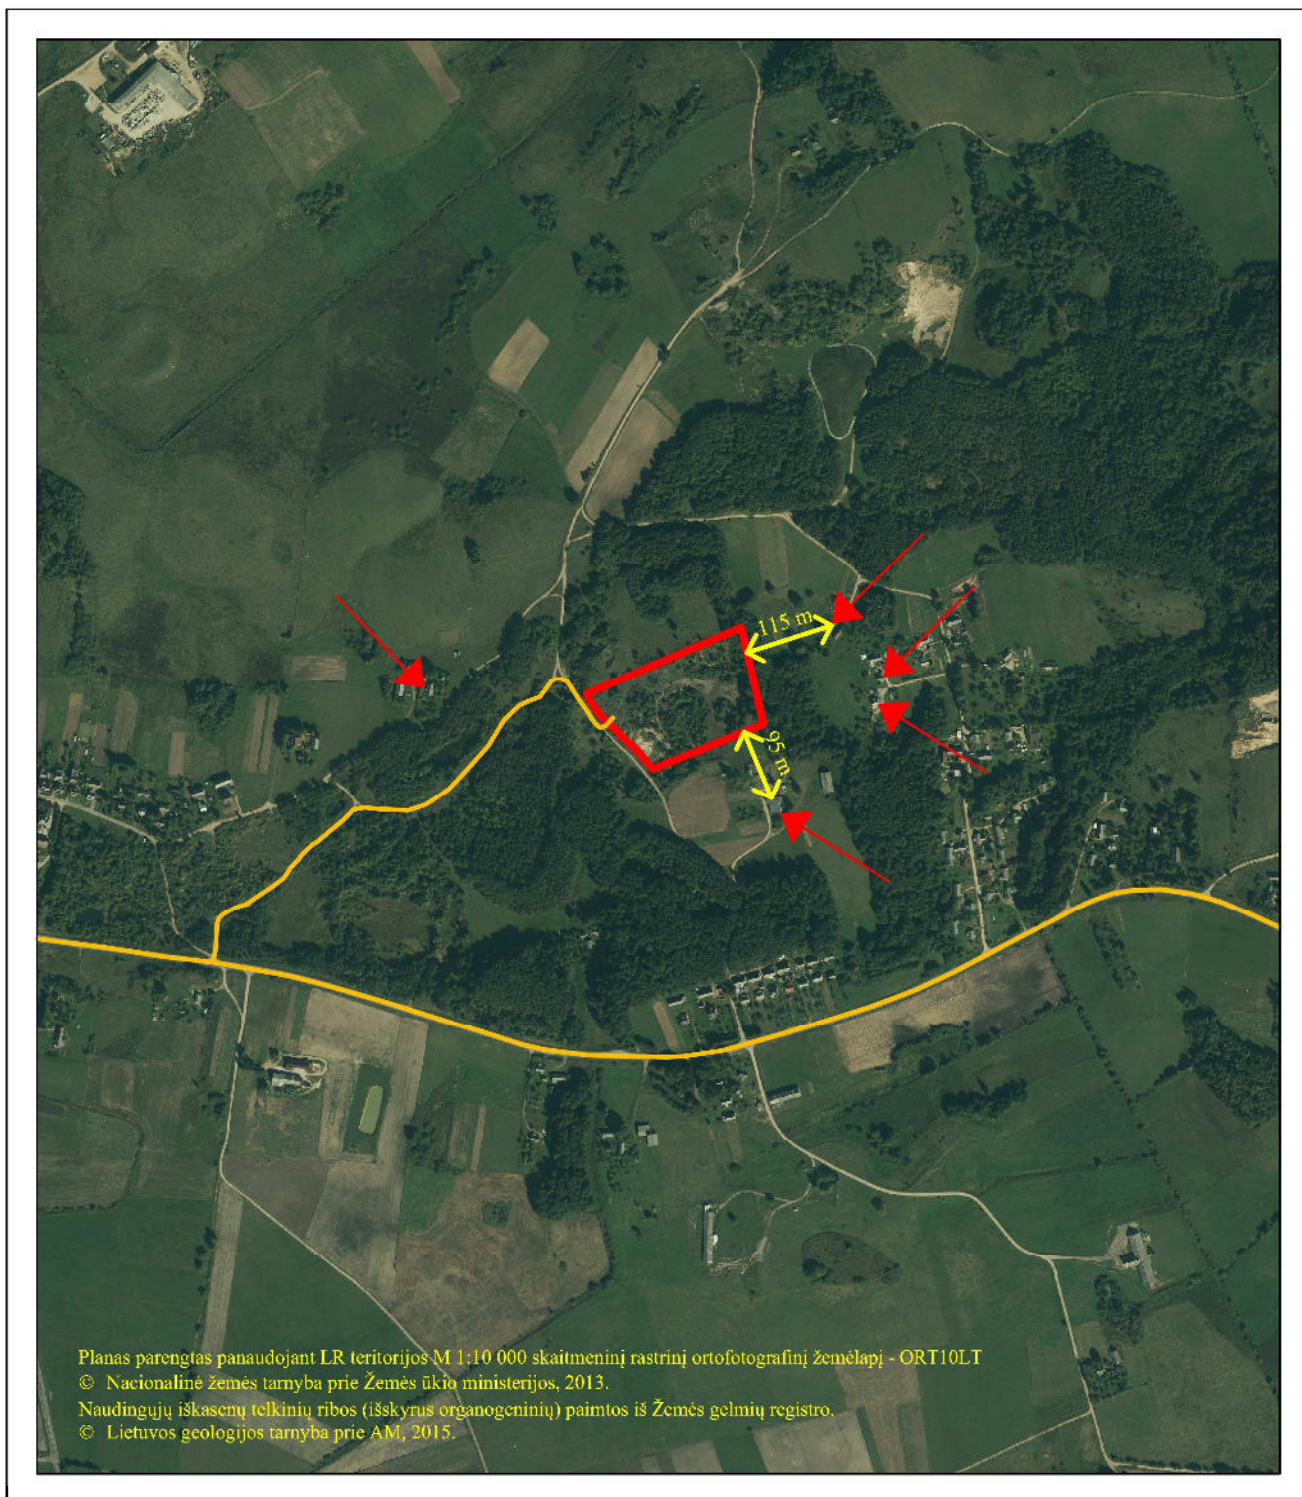 115 m
95 m
Planas parengtas panaudojant LR teritorijos M 1:10 000 skaitmeninį rastrinį ortofotografinį žemėlapį - ORT10LT
© Nacionalinė žemės tarnyba prie Žemės ūkio ministerijos, 2013.
Naudingųjų iškasenų telkinių ribos (išskyrus organogeninių) paimtos iš Žemės gelmių registro.
© Lietuvos geologijos tarnyba prie AM, 2015.